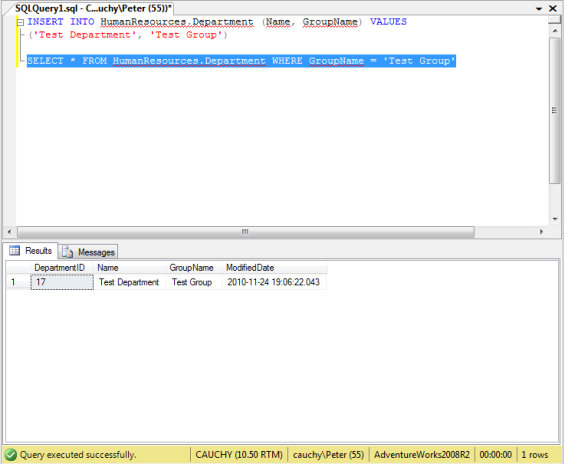 SQLQuery1.sql - C...uchy\Peter (55))*
INSERT INTO HumanResources.Department (Name, GroupName) VALUES
('Test Department', 'Test Group')
SELECT * FROM HumanResources.Department WHERE GroupName = 'Test Group'
Results Messages
DepartmentID Name GroupName ModifiedDate
1 17 Test Department Test Group 2010-11-24 19:06:22.043
Query executed successfully. CAUCHY (10.50 RTM) cauchy\Peter (55) AdventureWorks2008R2 00:00:00 1 rows